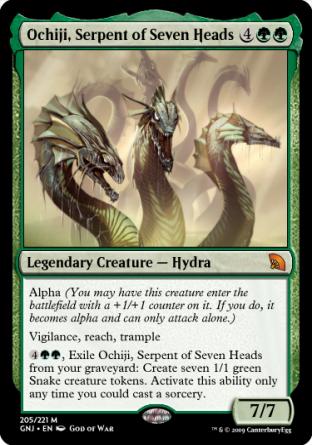 Ochiji, Serpent of Seven Heads 4
Legendary Creature — Hydra
Alpha (You may have this creature enter the
battlefield with a +1/+1 counter on it. If you do, it
becomes alpha and can only attack alone.)
Vigilance, reach, trample
4, Exile Ochiji, Serpent of Seven Heads
from your graveyard: Create seven 1/1 green
Snake creature tokens. Activate this ability only
any time you could cast a sorcery.
7/7
205/221 M
GNJ • EN God of War
™ & © 2019 CanterburyEgg